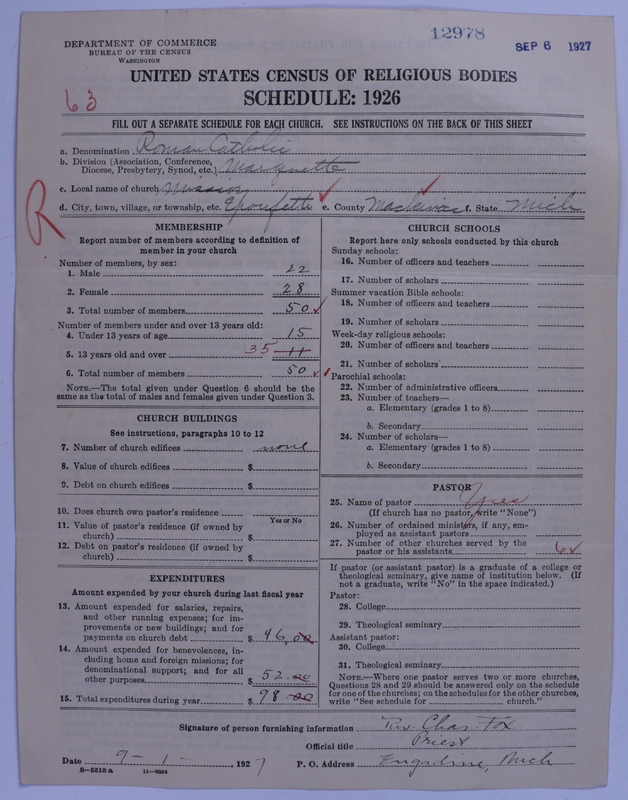 12978
SEP 6 1927
DEPARTMENT OF COMMERCE
BUREAU OF THE CENSUS
WASHINGTON
UNITED STATES CENSUS OF RELIGIOUS BODIES
63
SCHEDULE: 1926
FILL OUT A SEPARATE SCHEDULE FOR EACH CHURCH. SEE INSTRUCTIONS ON THE BACK OF THIS SHEET
a. Denomination Roman Catholic
b. Division (Association, Conference,
Diocese, Presbytery, Synod, etc.) Marquette
c. Local name of church Mission
d. City, town, village, or township, etc. Epoufette e. County Mackinac f. State Mich
R
MEMBERSHIP
Report number of members according to definition of
member in your church
Number of members, by sex:
1. Male 22
2. Female 28
3. Total number of members 50
Number of members under and over 13 years old:
4. Under 13 years of age 15
5. 13 years old and over 35 11
6. Total number of members 50
NOTE.—The total given under Question 6 should be
same as the total of males and females given under Question 3.
CHURCH BUILDINGS
See instructions, paragraphs 10 to 12
7. Number of church edifices none
8. Value of church edifices $
9. Debt on church edifices $
10. Does church own pastor's residence
Yes or No
11. Value of pastor's residence (if owned by
church) $
12. Debt on pastor's residence (if owned by
church) $
EXPENDITURES
Amount expended by your church during last fiscal year
13. Amount expended for salaries, repairs,
and other running expenses; for im-
provements or new buildings; and for
payments on church debt $ 46,00
14. Amount expended for benevolences, in-
cluding home and foreign missions; for
denominational support; and for all
other purposes $ 52.00
15. Total expenditures during year $ 98.00
CHURCH SCHOOLS
Report here only schools conducted by this church
Sunday schools:
16. Number of officers and teachers
17. Number of scholars
Summer vacation Bible schools:
18. Number of officers and teachers
19. Number of scholars
Week-day religious schools:
20. Number of officers and teachers
21. Number of scholars
Parochial schools:
22. Number of administrative officers
23. Number of teachers—
a. Elementary (grades 1 to 8)
b. Secondary
24. Number of scholars—
a. Elementary (grades 1 to 8)
b. Secondary
PASTOR
25. Name of pastor
(If church has no pastor, write "None")
26. Number of ordained ministers, if any, em-
ployed as assistant pastors
27. Number of other churches served by the
pastor or his assistants 6
If pastor (or assistant pastor) is a graduate of a college or
theological seminary, give name of institution below. (If
not a graduate, write "No" in the space indicated.)
Pastor:
28. College
29. Theological seminary
Assistant pastor:
30. College
31. Theological seminary
NOTE.—Where one pastor serves two or more churches,
Questions 28 and 29 should be answered only on the schedule
for one of the churches; on the schedules for the other churches,
write "See schedule for church."
Signature of person furnishing information Rev. Chas. Fox
Official title Priest
Date 9-1-, 1927 P. O. Address Engadine, Mich
8—5518a 11—9054